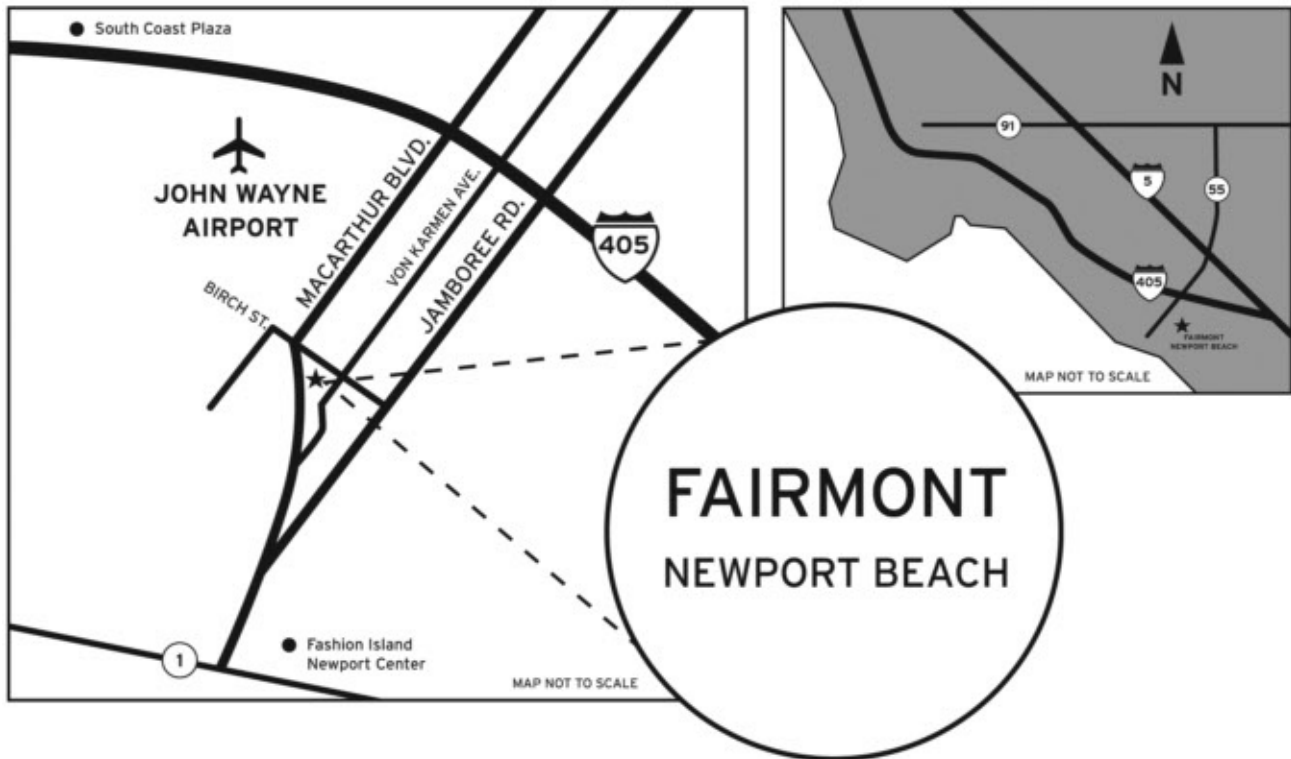 South Coast Plaza
JOHN WAYNE
AIRPORT
MACARTHUR BLVD.
VON KARMEN AVE.
JAMBOREE RD.
BIRCH ST.
405
1
Fashion Island
Newport Center
MAP NOT TO SCALE
N
91
5
55
405
FAIRMONT
NEWPORT BEACH
MAP NOT TO SCALE
FAIRMONT
NEWPORT BEACH